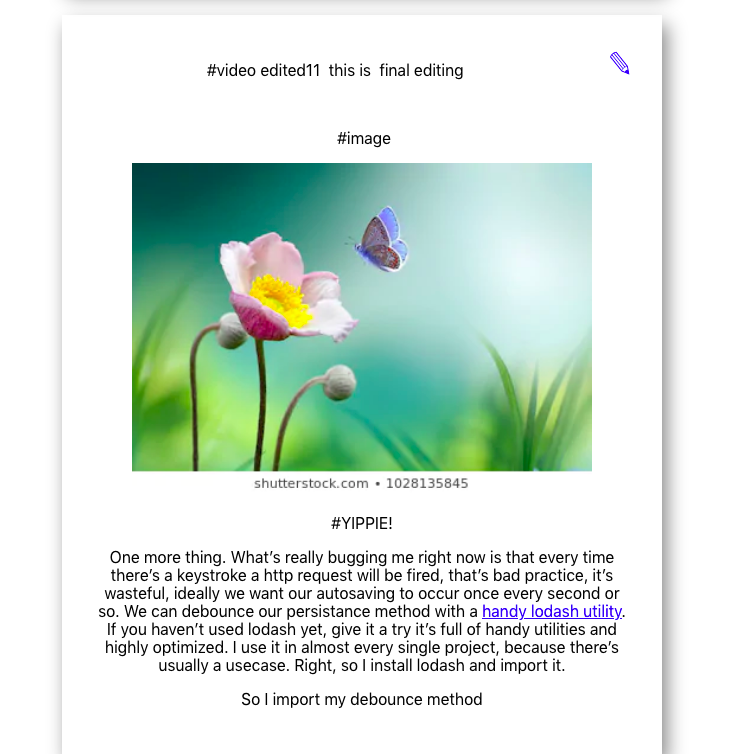 #video edited11  this is  final editing
#image
shutterstock.com • 1028135845
#YIPPIE!
One more thing. What’s really bugging me right now is that every time
there’s a keystroke a http request will be fired, that’s bad practice, it’s
wasteful, ideally we want our autosaving to occur once every second or
so. We can debounce our persistance method with a handy lodash utility.
If you haven’t used lodash yet, give it a try it’s full of handy utilities and
highly optimized. I use it in almost every single project, because there’s
usually a usecase. Right, so I install lodash and import it.
So I import my debounce method